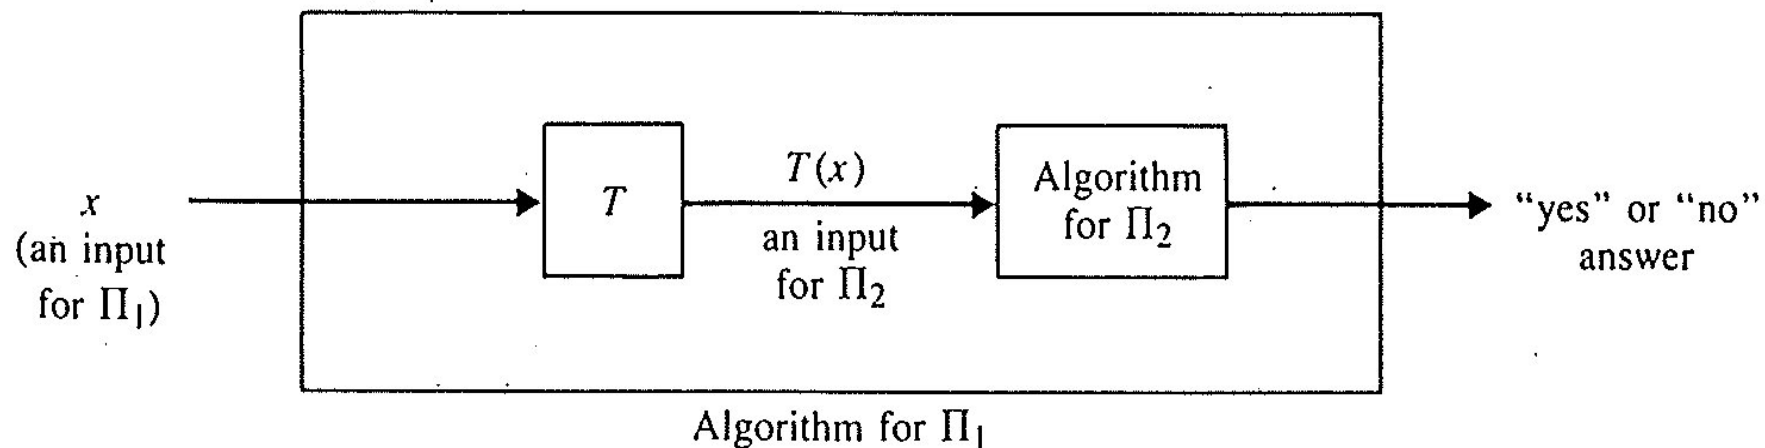 x
(an input
for Π₁)
T
T(x)
an input
for Π₂
Algorithm
for Π₂
“yes” or “no”
answer
Algorithm for Π₁